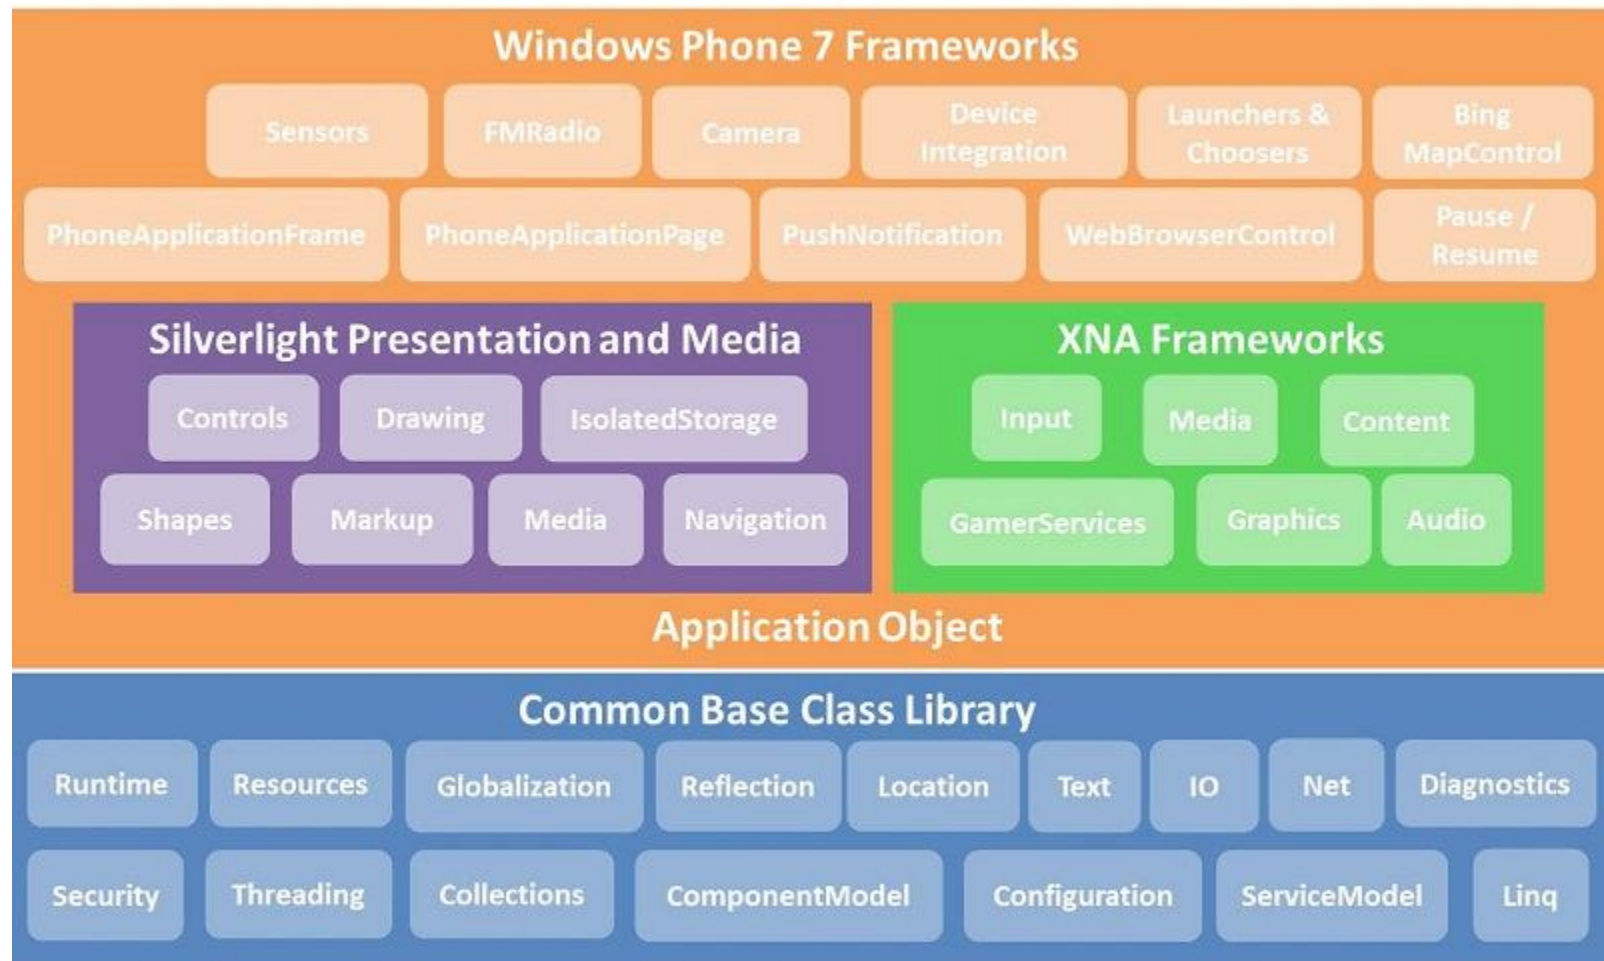 Windows Phone 7 Frameworks
Sensors
FMRadio
Camera
Device
Integration
Launchers &
Choosers
Bing
MapControl
PhoneApplicationFrame
PhoneApplicationPage
PushNotification
WebBrowserControl
Pause /
Resume
Silverlight Presentation and Media
Controls
Drawing
IsolatedStorage
Shapes
Markup
Media
Navigation
XNA Frameworks
Input
Media
Content
GamerServices
Graphics
Audio
Application Object
Common Base Class Library
Runtime
Resources
Globalization
Reflection
Location
Text
IO
Net
Diagnostics
Security
Threading
Collections
ComponentModel
Configuration
ServiceModel
Linq